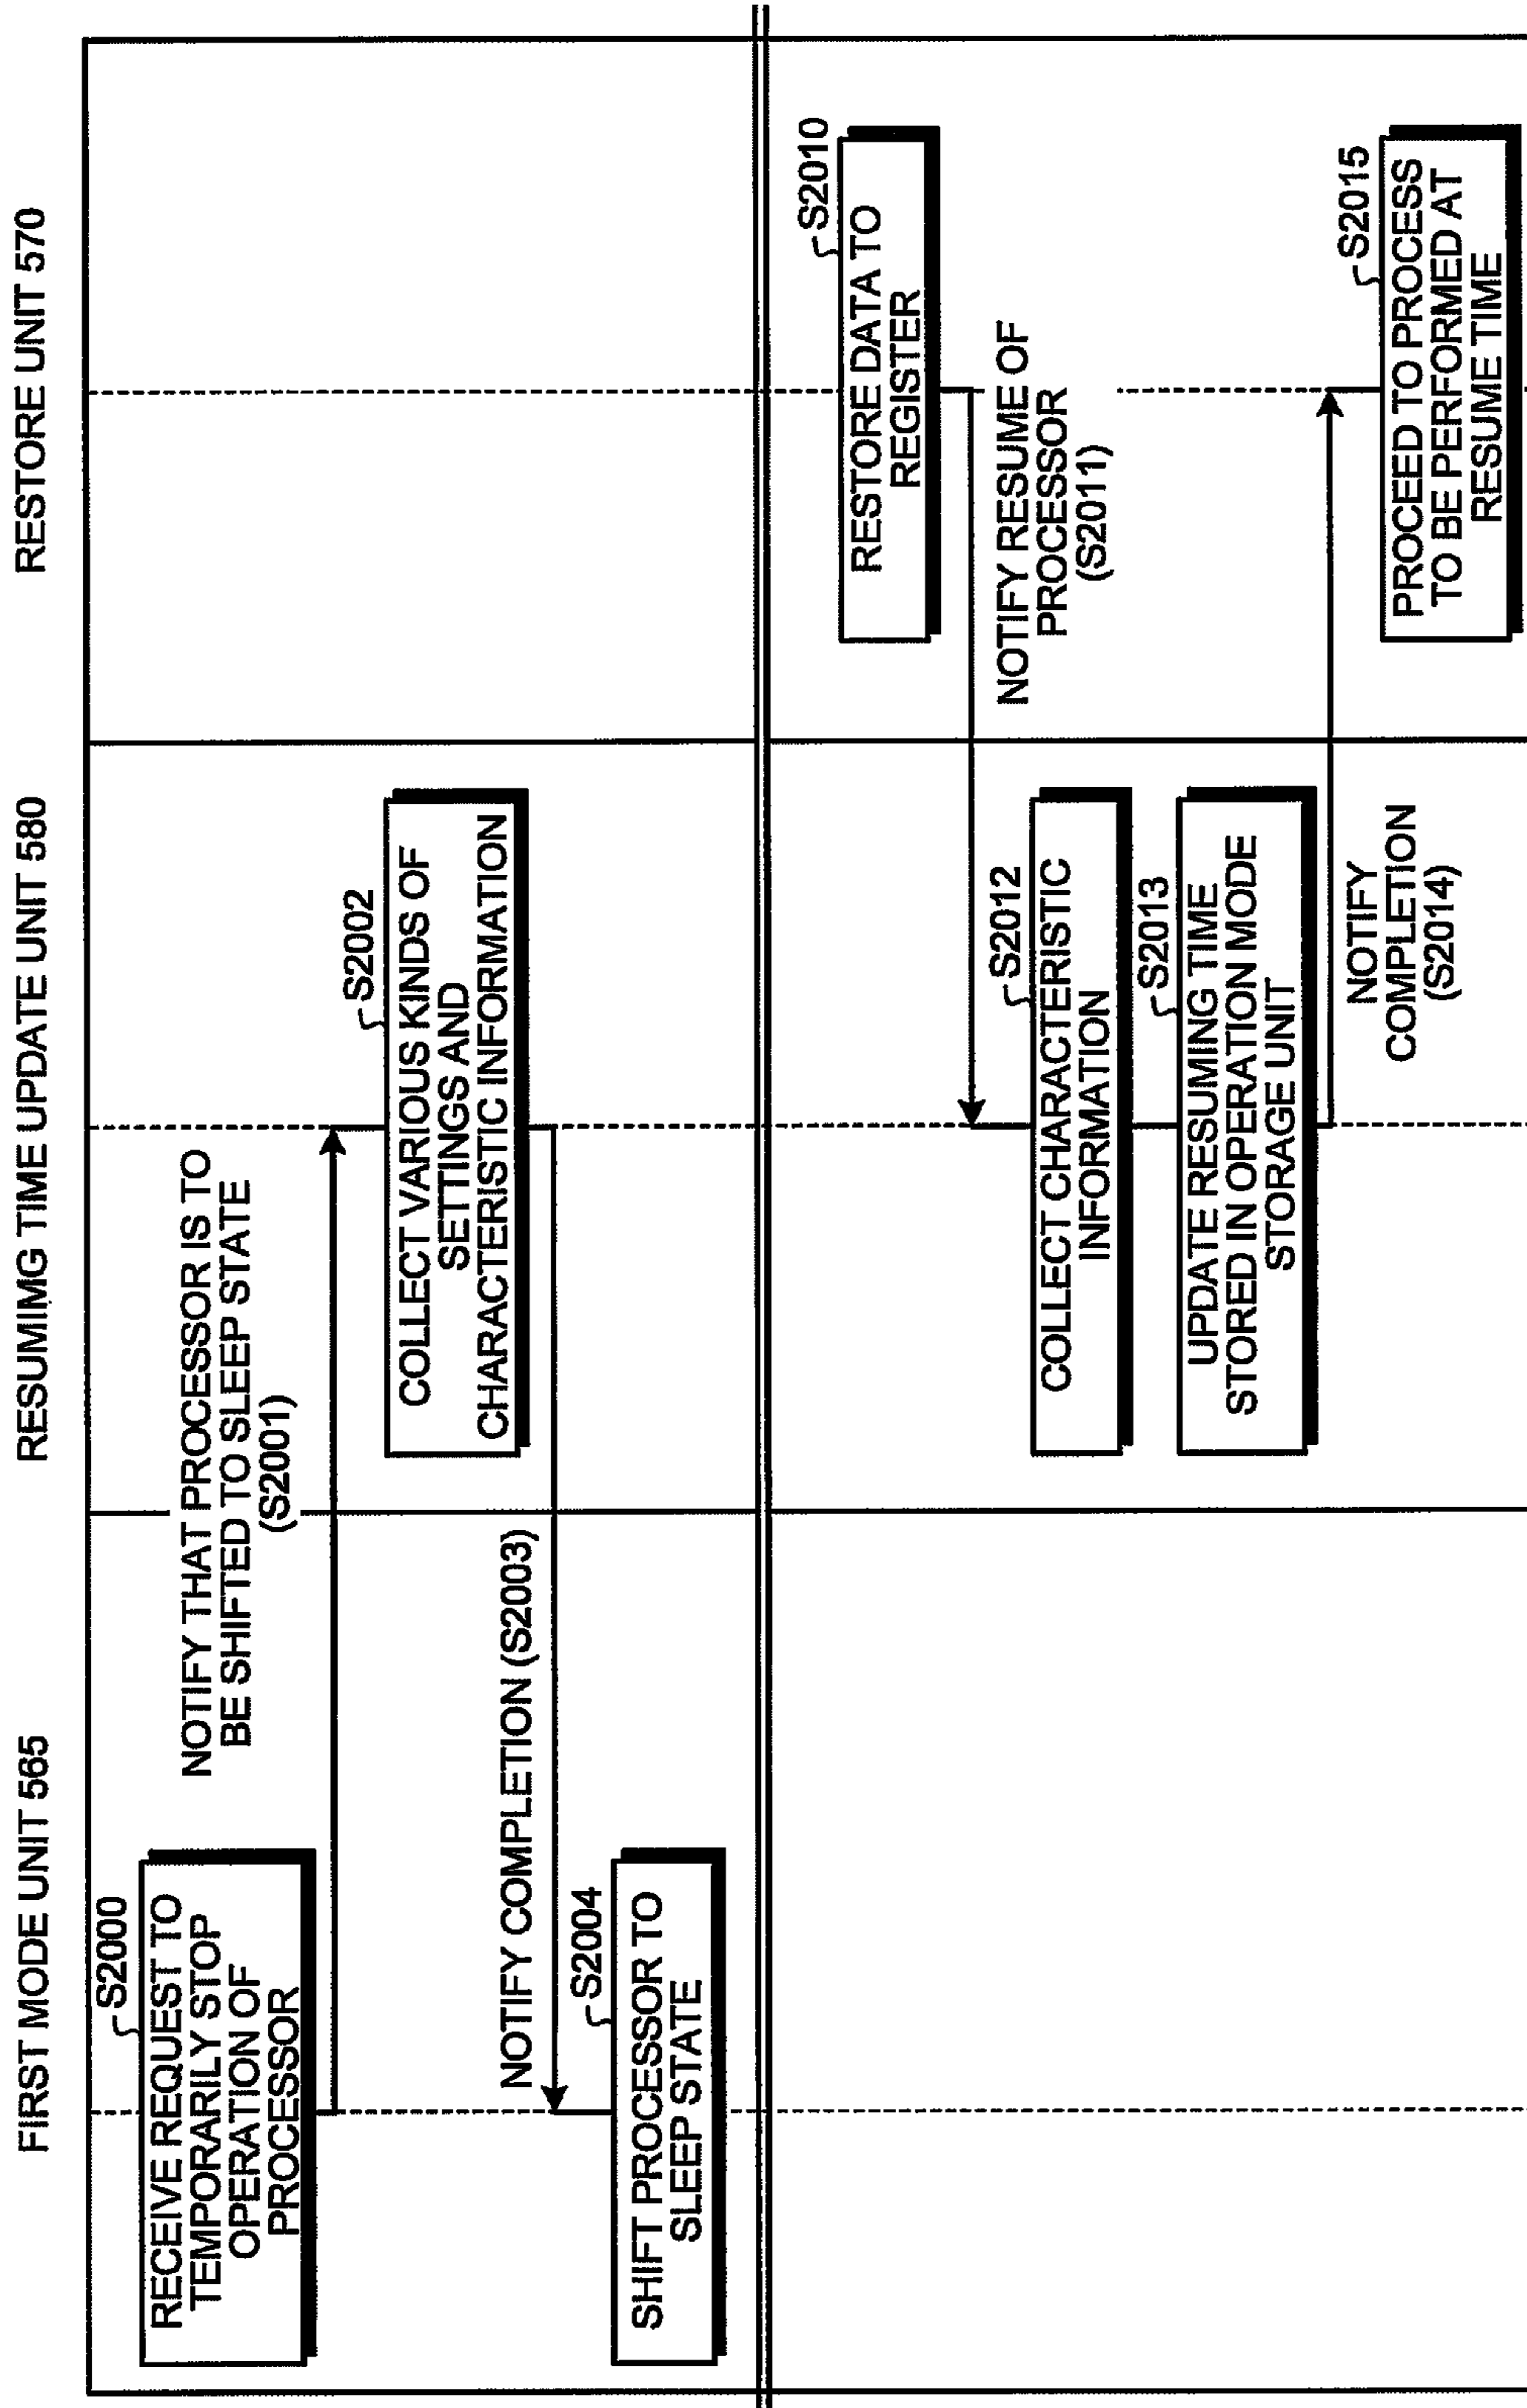 FIRST MODE UNIT 565
RESUMIMG TIME UPDATE UNIT 580
RESTORE UNIT 570
S2000
RECEIVE REQUEST TO
TEMPORARILY STOP
OPERATION OF
PROCESSOR
NOTIFY THAT PROCESSOR IS TO
BE SHIFTED TO SLEEP STATE
(S2001)
S2002
COLLECT VARIOUS KINDS OF
SETTINGS AND
CHARACTERISTIC INFORMATION
NOTIFY COMPLETION (S2003)
S2004
SHIFT PROCESSOR TO
SLEEP STATE
S2010
RESTORE DATA TO
REGISTER
NOTIFY RESUME OF
PROCESSOR
(S2011)
S2012
COLLECT CHARACTERISTIC
INFORMATION
S2013
UPDATE RESUMING TIME
STORED IN OPERATION MODE
STORAGE UNIT
NOTIFY
COMPLETION
(S2014)
S2015
PROCEED TO PROCESS
TO BE PERFORMED AT
RESUME TIME